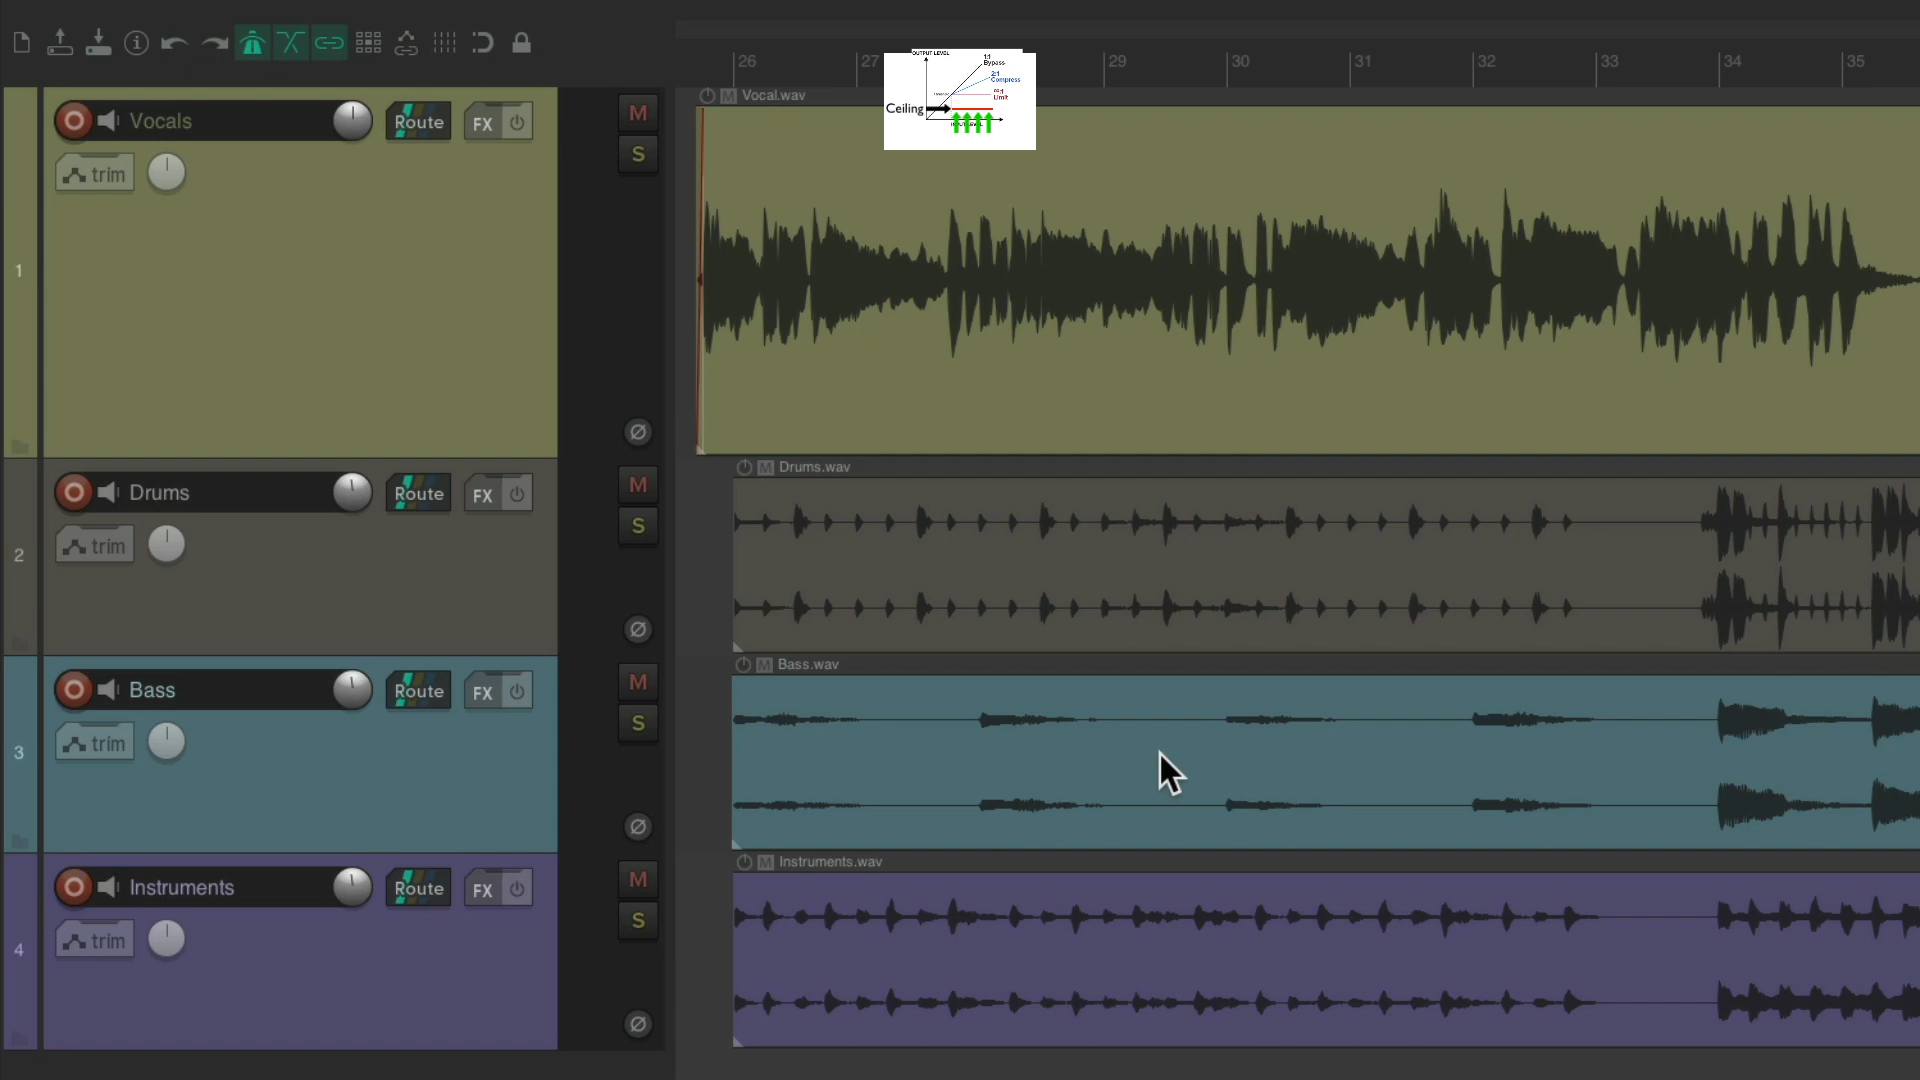 26 27 29 30 31 32 33 34 35
OUTPUT LEVEL
1:1
Bypass
2:1
Compress
∞:1
Limit
Ceiling
Vocals Route FX M
trim S
1
M Vocal.wav
Drums Route FX M
trim S
2
M Drums.wav
Bass Route FX M
trim S
3
M Bass.wav
Instruments Route FX M
trim S
4
M Instruments.wav